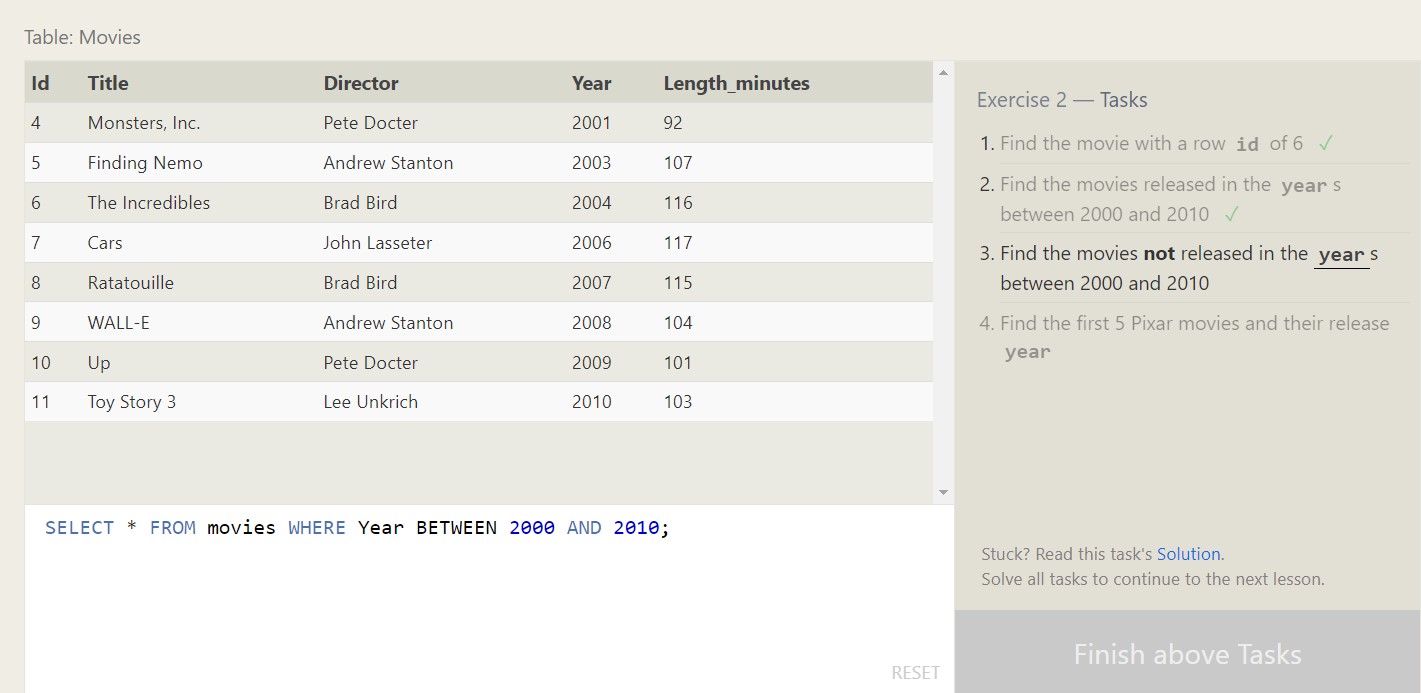 Table: Movies
Id Title Director Year Length_minutes
4 Monsters, Inc. Pete Docter 2001 92
5 Finding Nemo Andrew Stanton 2003 107
6 The Incredibles Brad Bird 2004 116
7 Cars John Lasseter 2006 117
8 Ratatouille Brad Bird 2007 115
9 WALL-E Andrew Stanton 2008 104
10 Up Pete Docter 2009 101
11 Toy Story 3 Lee Unkrich 2010 103
SELECT * FROM movies WHERE Year BETWEEN 2000 AND 2010;
RESET
Exercise 2 — Tasks
1. Find the movie with a row id of 6 ✓
2. Find the movies released in the year s
between 2000 and 2010 ✓
3. Find the movies not released in the year s
between 2000 and 2010
4. Find the first 5 Pixar movies and their release
year
Stuck? Read this task's Solution.
Solve all tasks to continue to the next lesson.
Finish above Tasks